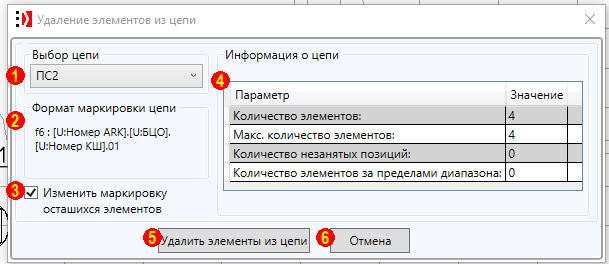 Удаление элементов из цепи
Выбор цепи
1
ПС2
Формат маркировки цепи
2
f6 : [U:Номер ARK].[U:БЦО].
[U:Номер КШ].01
3
Изменить маркировку
осташихся элементов
Информация о цепи
4
Параметр Значение
Количество элементов: 4
Макс. количество элементов: 4
Количество незанятых позиций: 0
Количество элементов за пределами диапазона: 0
5 Удалить элементы из цепи 6 Отмена